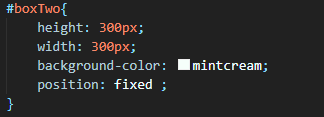 #boxTwo{
    height: 300px;
    width: 300px;
    background-color: mintcream;
    position: fixed ;
}